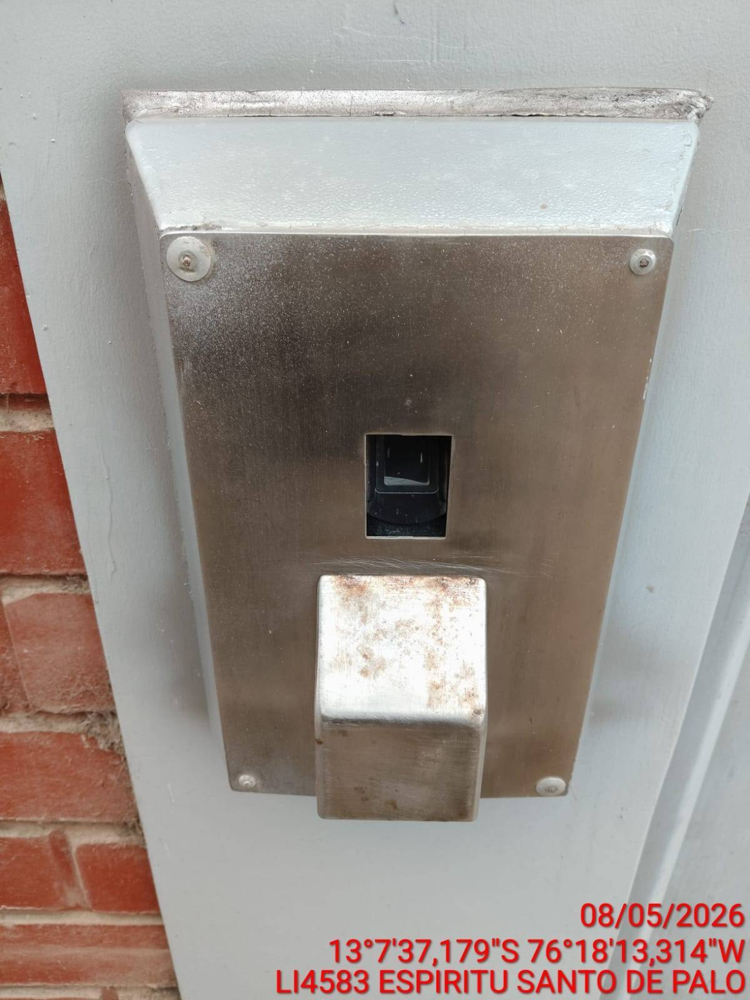 08/05/2026
13°7'37,179"S 76°18'13,314"W
LI4583 ESPIRITU SANTO DE PALO